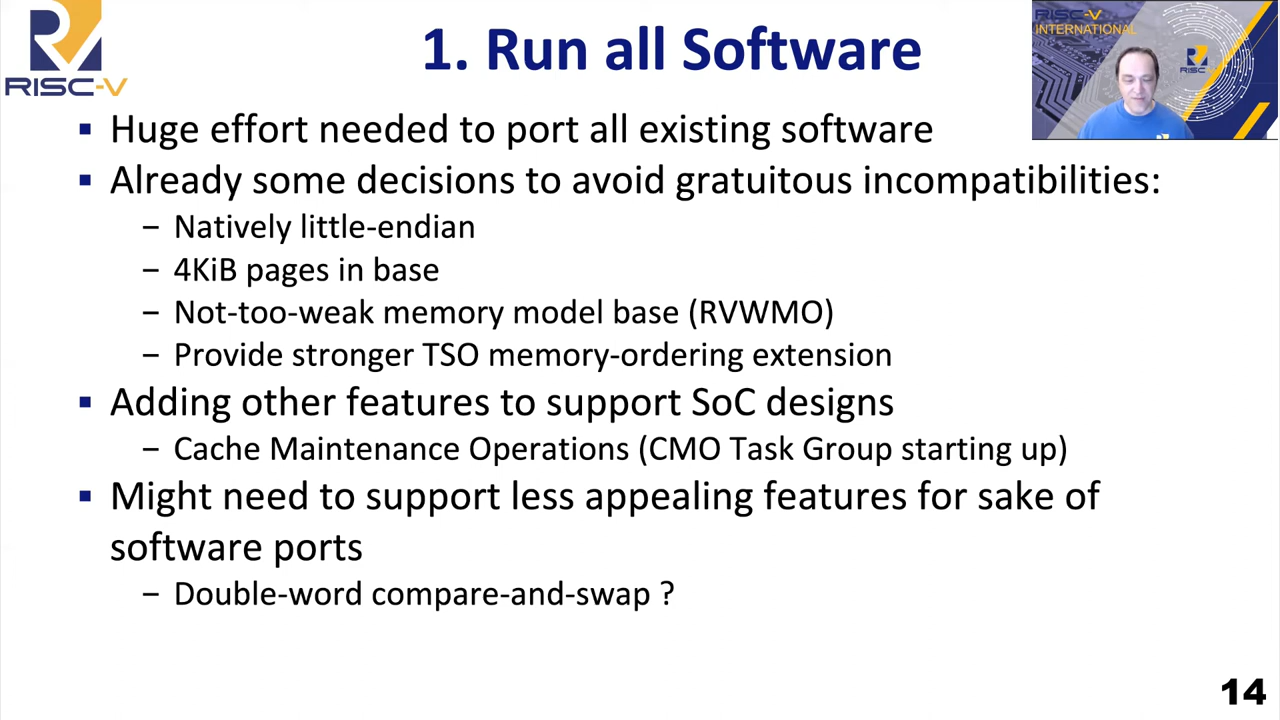 RISC-V
1. Run all Software
RISC-V
INTERNATIONAL
RISC-V
▪ Huge effort needed to port all existing software
▪ Already some decisions to avoid gratuitous incompatibilities:
– Natively little-endian
– 4KiB pages in base
– Not-too-weak memory model base (RVWMO)
– Provide stronger TSO memory-ordering extension
▪ Adding other features to support SoC designs
– Cache Maintenance Operations (CMO Task Group starting up)
▪ Might need to support less appealing features for sake of
software ports
– Double-word compare-and-swap ?
14